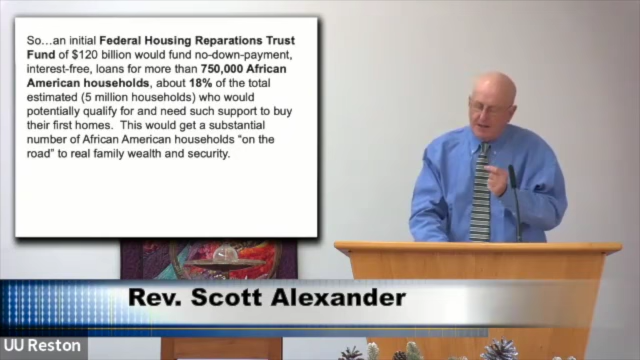 So…an initial Federal Housing Reparations Trust
Fund of $120 billion would fund no-down-payment,
interest-free, loans for more than 750,000 African
American households, about 18% of the total
estimated (5 million households) who would
potentially qualify for and need such support to buy
their first homes.  This would get a substantial
number of African American households “on the
road” to real family wealth and security.
Rev. Scott Alexander
UU Reston